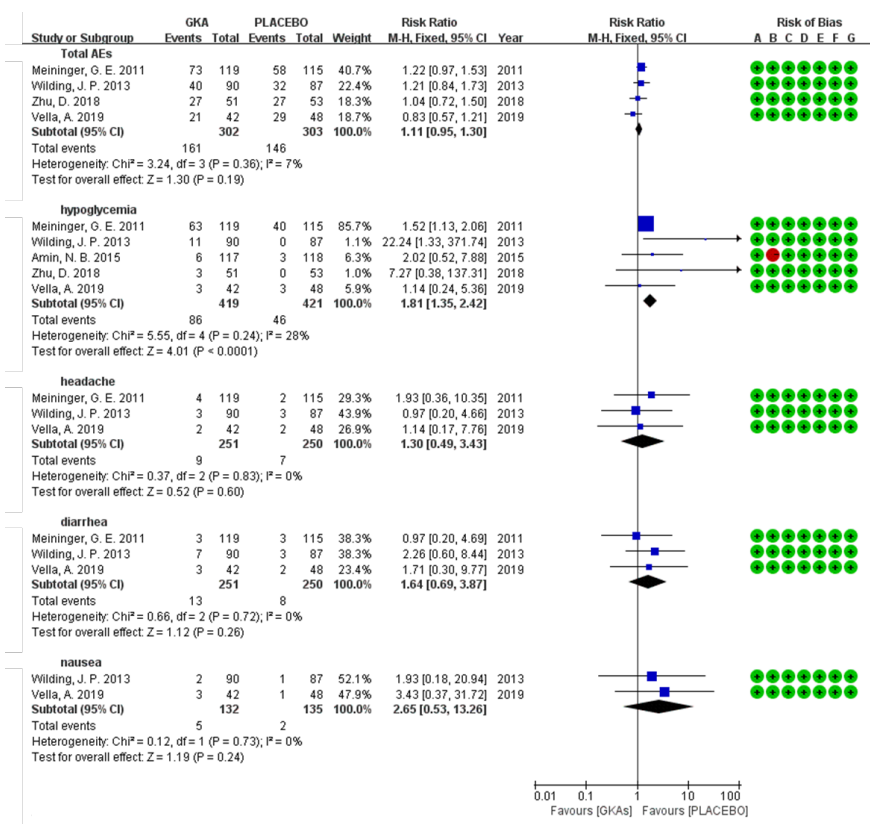 GKA PLACEBO Risk Ratio Risk Ratio Risk of Bias
Study or Subgroup Events Total Events Total Weight M-H, Fixed, 95% CI Year M-H, Fixed, 95% CI A B C D E F G
Total AEs
Meininger, G. E. 2011 73 119 58 115 40.7% 1.22 [0.97, 1.53] 2011
Wilding, J. P. 2013 40 90 32 87 22.4% 1.21 [0.84, 1.73] 2013
Zhu, D. 2018 27 51 27 53 18.3% 1.04 [0.72, 1.50] 2018
Vella, A. 2019 21 42 29 48 18.7% 0.83 [0.57, 1.21] 2019
Subtotal (95% CI) 302 303 100.0% 1.11 [0.95, 1.30]
Total events 161 146
Heterogeneity: Chi² = 3.24, df = 3 (P = 0.36); I² = 7%
Test for overall effect: Z = 1.30 (P = 0.19)
hypoglycemia
Meininger, G. E. 2011 63 119 40 115 85.7% 1.52 [1.13, 2.06] 2011
Wilding, J. P. 2013 11 90 0 87 1.1% 22.24 [1.33, 371.74] 2013
Amin, N. B. 2015 6 117 3 118 6.3% 2.02 [0.52, 7.88] 2015
Zhu, D. 2018 3 51 0 53 1.0% 7.27 [0.38, 137.31] 2018
Vella, A. 2019 3 42 3 48 5.9% 1.14 [0.24, 5.36] 2019
Subtotal (95% CI) 419 421 100.0% 1.81 [1.35, 2.42]
Total events 86 46
Heterogeneity: Chi² = 5.55, df = 4 (P = 0.24); I² = 28%
Test for overall effect: Z = 4.01 (P < 0.0001)
headache
Meininger, G. E. 2011 4 119 2 115 29.3% 1.93 [0.36, 10.35] 2011
Wilding, J. P. 2013 3 90 3 87 43.9% 0.97 [0.20, 4.66] 2013
Vella, A. 2019 2 42 2 48 26.9% 1.14 [0.17, 7.76] 2019
Subtotal (95% CI) 251 250 100.0% 1.30 [0.49, 3.43]
Total events 9 7
Heterogeneity: Chi² = 0.37, df = 2 (P = 0.83); I² = 0%
Test for overall effect: Z = 0.52 (P = 0.60)
diarrhea
Meininger, G. E. 2011 3 119 3 115 38.3% 0.97 [0.20, 4.69] 2011
Wilding, J. P. 2013 7 90 3 87 38.3% 2.26 [0.60, 8.44] 2013
Vella, A. 2019 3 42 2 48 23.4% 1.71 [0.30, 9.77] 2019
Subtotal (95% CI) 251 250 100.0% 1.64 [0.69, 3.87]
Total events 13 8
Heterogeneity: Chi² = 0.66, df = 2 (P = 0.72); I² = 0%
Test for overall effect: Z = 1.12 (P = 0.26)
nausea
Wilding, J. P. 2013 2 90 1 87 52.1% 1.93 [0.18, 20.94] 2013
Vella, A. 2019 3 42 1 48 47.9% 3.43 [0.37, 31.72] 2019
Subtotal (95% CI) 132 135 100.0% 2.65 [0.53, 13.26]
Total events 5 2
Heterogeneity: Chi² = 0.12, df = 1 (P = 0.73); I² = 0%
Test for overall effect: Z = 1.19 (P = 0.24)
0.01 0.1 1 10 100
Favours [GKAs] Favours [PLACEBO]